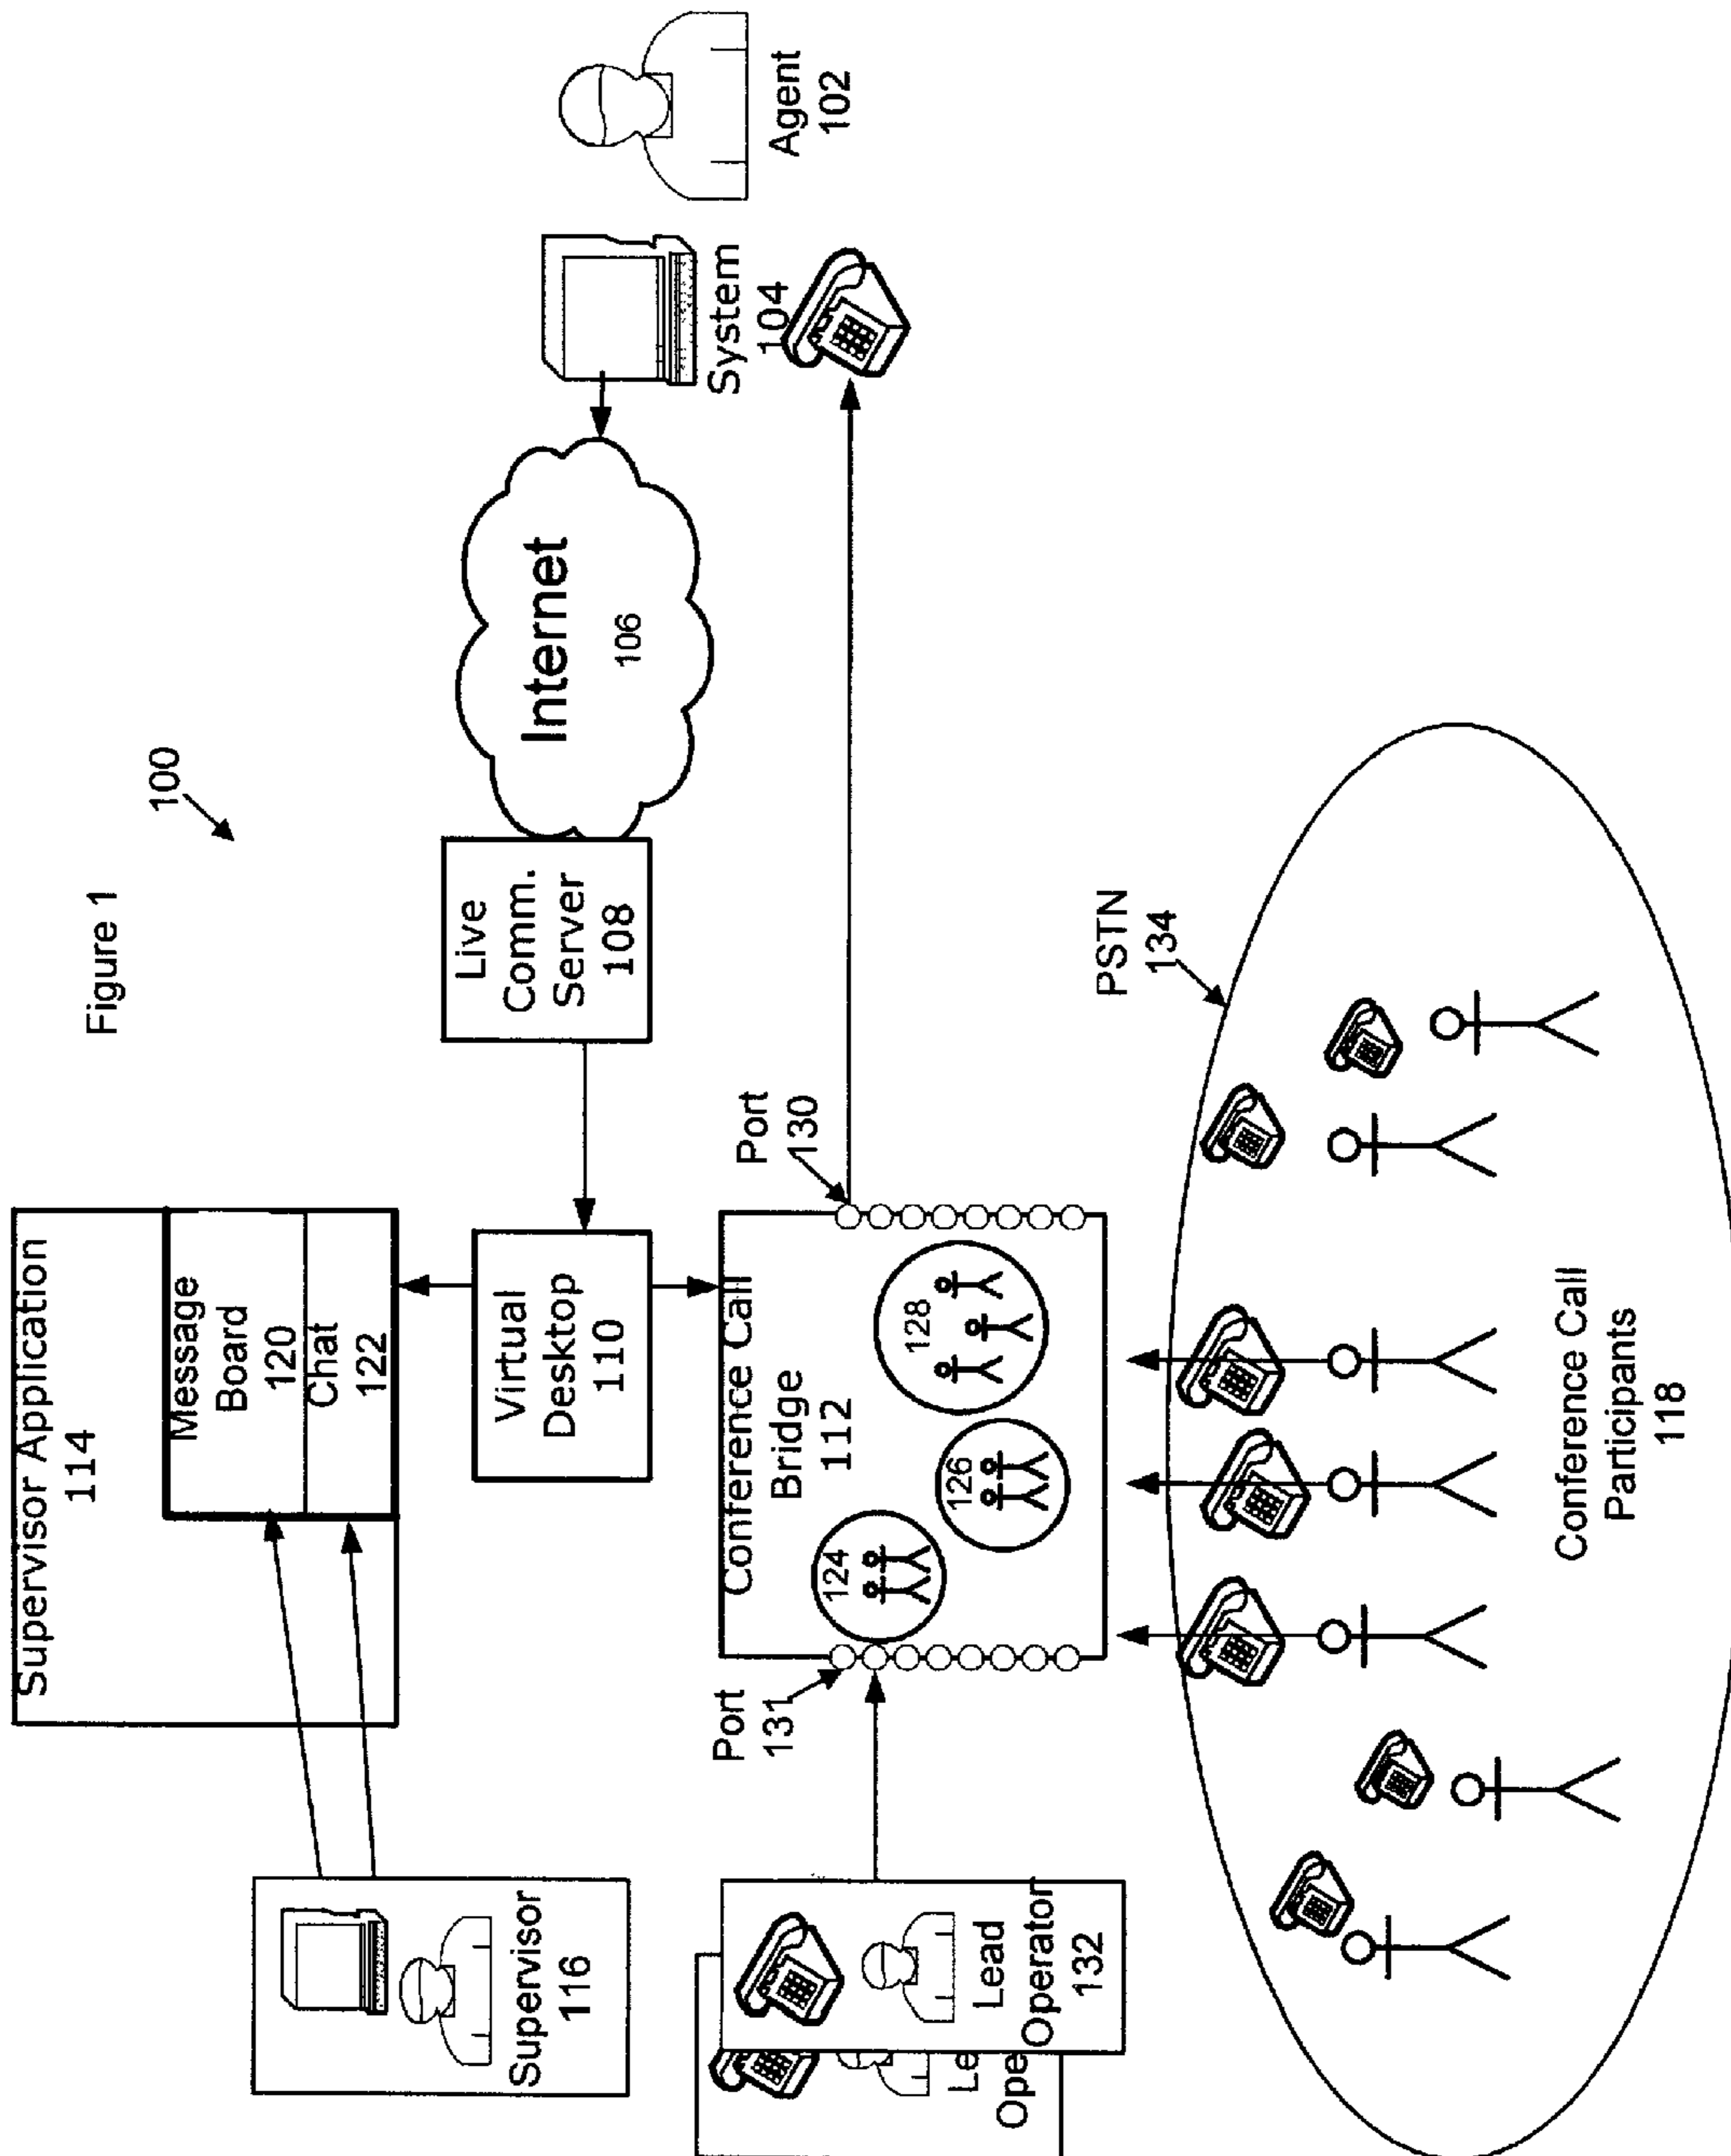 Figure 1
100
Supervisor Application
114
Message
Board
120
Chat
122
Supervisor
116
Virtual
Desktop
110
Live
Comm.
Server
108
Internet
106
System
104
Agent
102
Port
131
Conference Call
Bridge
112
124
126
128
Port
130
Lead
Operator
132
Le
Ope
PSTN
134
Conference Call
Participants
118